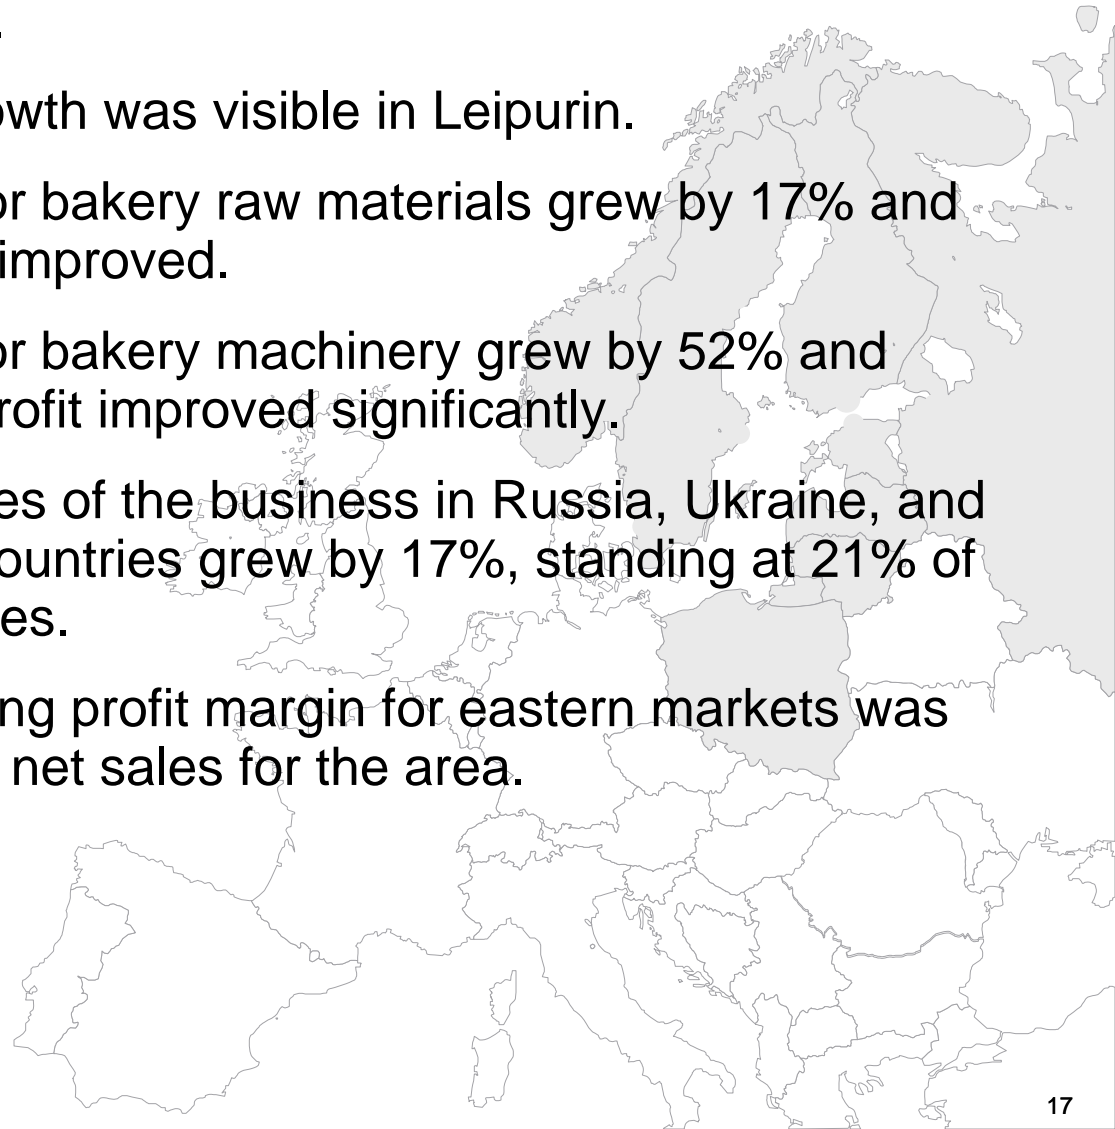 .
owth was visible in Leipurin.
or bakery raw materials grew by 17% and
improved.
or bakery machinery grew by 52% and
rofit improved significantly.
es of the business in Russia, Ukraine, and
ountries grew by 17%, standing at 21% of
es.
ng profit margin for eastern markets was
net sales for the area.
17